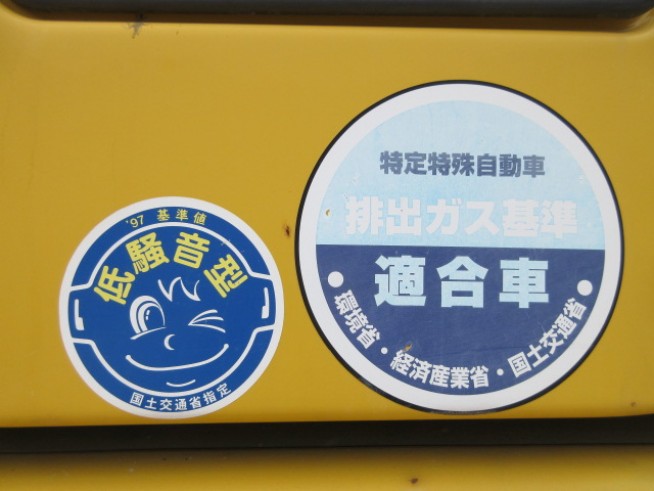 '97 基準値
低騒音型
国土交通省指定
特定特殊自動車
排出ガス基準
適合車
●環境省・経済産業省・国土交通省●